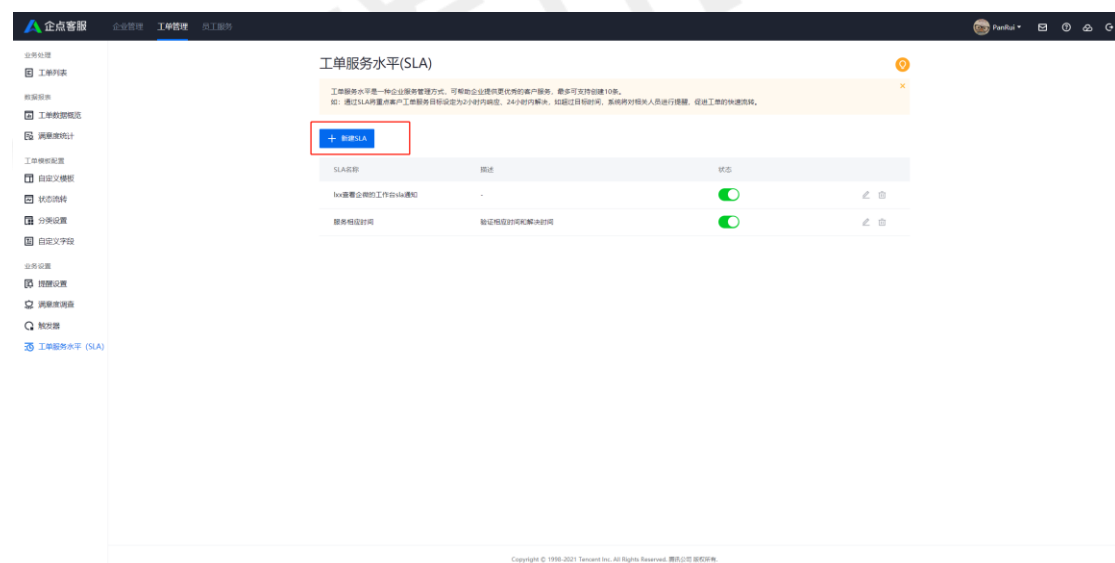 企点客服 企业管理 工单管理 员工服务 PanRui
业务处理
工单列表
数据报表
工单数据概览
满意度统计
工单模板配置
自定义模板
状态流转
分类设置
自定义字段
业务设置
提醒设置
满意度调查
触发器
工单服务水平 (SLA)
工单服务水平(SLA)
工单服务水平是一种企业服务管理方式，可帮助企业提供更优秀的客户服务，最多可支持创建10条。
如：通过SLA将重点客户工单服务目标设定为2小时内响应、24小时内解决，如超过目标时间，系统将对相关人员进行提醒，促进工单的快速流转。
+ 新建SLA
SLA名称 描述 状态
lxx查看企微的工作台sla通知 -
服务相应时间 验证相应时间和解决时间
Copyright © 1998-2021 Tencent Inc. All Rights Reserved. 腾讯公司 版权所有.